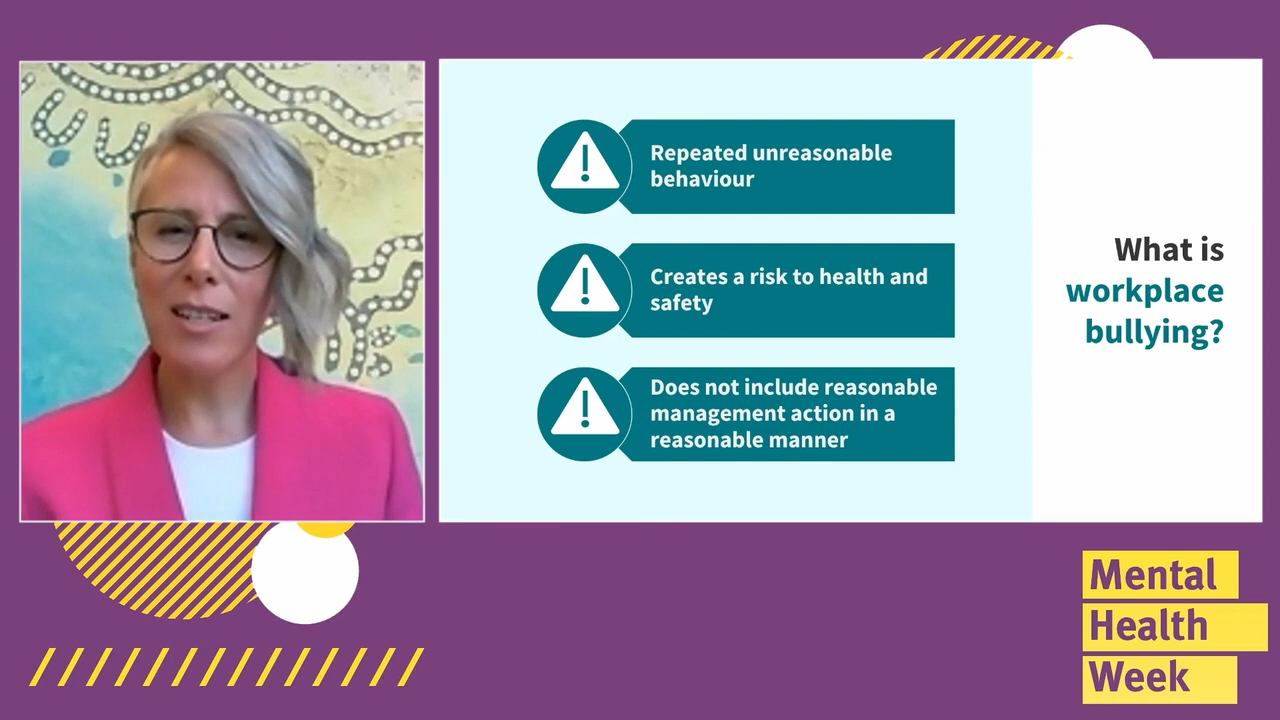 Repeated unreasonable
behaviour
Creates a risk to health and
safety
Does not include reasonable
management action in a
reasonable manner
What is
workplace
bullying?
Mental
Health
Week